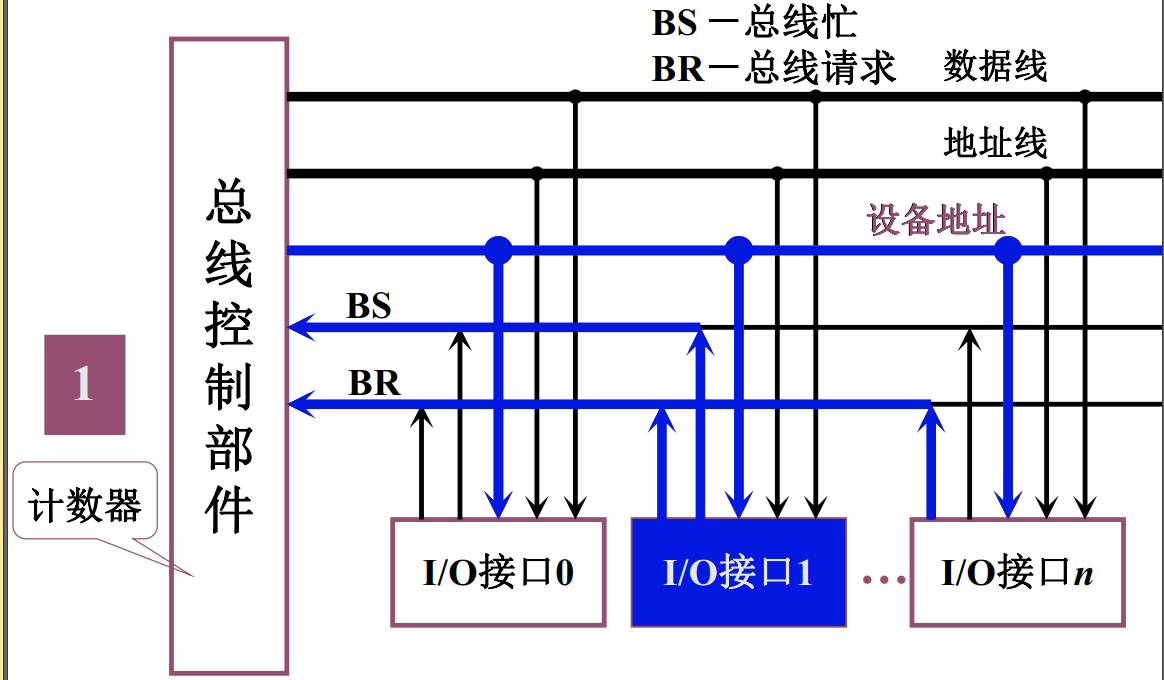 BS－总线忙
BR－总线请求
数据线
地址线
设备地址
BS
BR
总线控制部件
1
计数器
I/O接口0
I/O接口1
…
I/O接口n